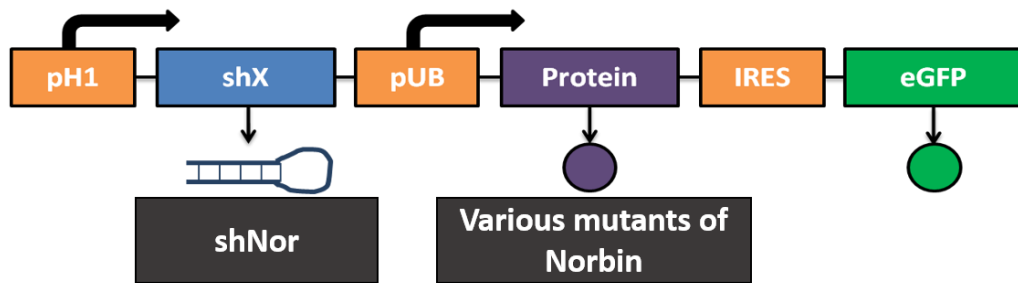 pH1 shX pUB Protein IRES eGFP
shNor
Various mutants of
Norbin